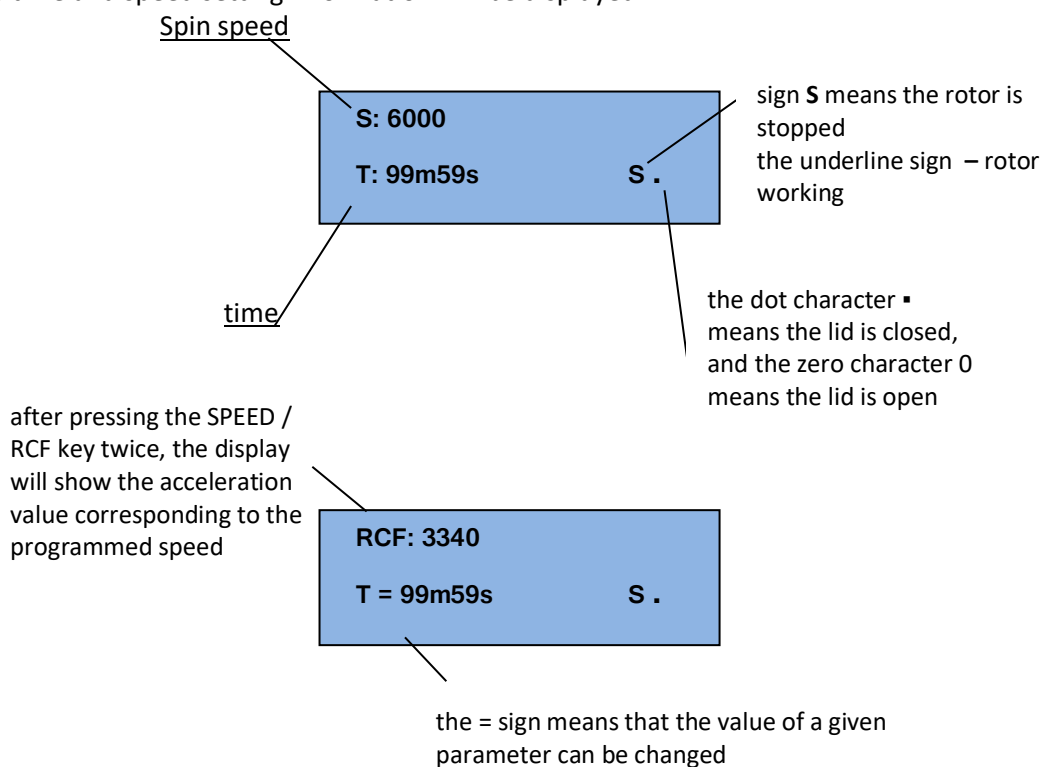 Spin speed
S: 6000
T: 99m59s S .
sign S means the rotor is
stopped
the underline sign – rotor
working
time
the dot character ▪
means the lid is closed,
and the zero character 0
means the lid is open
after pressing the SPEED /
RCF key twice, the display
will show the acceleration
value corresponding to the
programmed speed
RCF: 3340
T = 99m59s S .
the = sign means that the value of a given
parameter can be changed